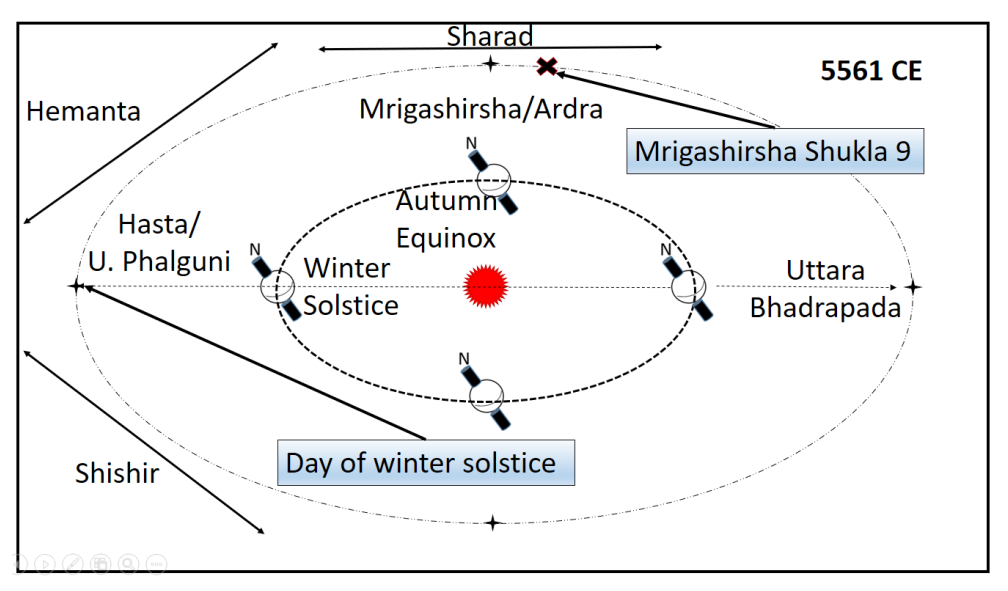 Sharad
5561 CE
Hemanta
Mrigashirsha/Ardra
Mrigashirsha Shukla 9
N
Autumn
Equinox
Hasta/
U. Phalguni
N
Winter
Solstice
N
Uttara
Bhadrapada
N
Day of winter solstice
Shishir